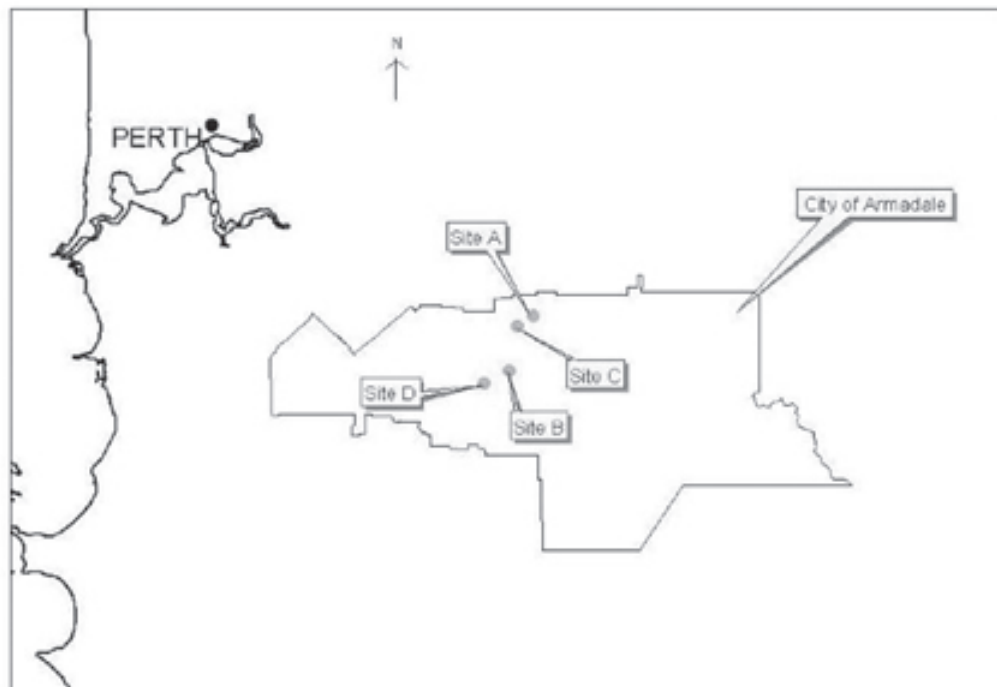 N
PERTH
City of Armadale
Site A
Site C
Site D
Site B